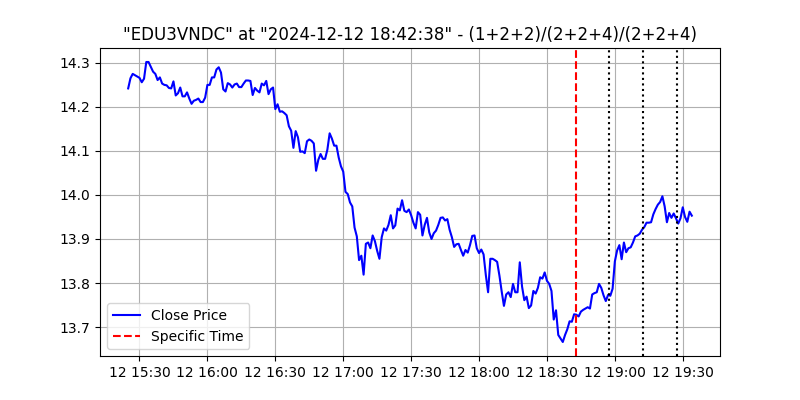 "EDU3VNDC" at "2024-12-12 18:42:38" - (1+2+2)/(2+2+4)/(2+2+4)
14.3
14.2
14.1
14.0
13.9
13.8
13.7
Close Price
Specific Time
12 15:30 12 16:00 12 16:30 12 17:00 12 17:30 12 18:00 12 18:30 12 19:00 12 19:30